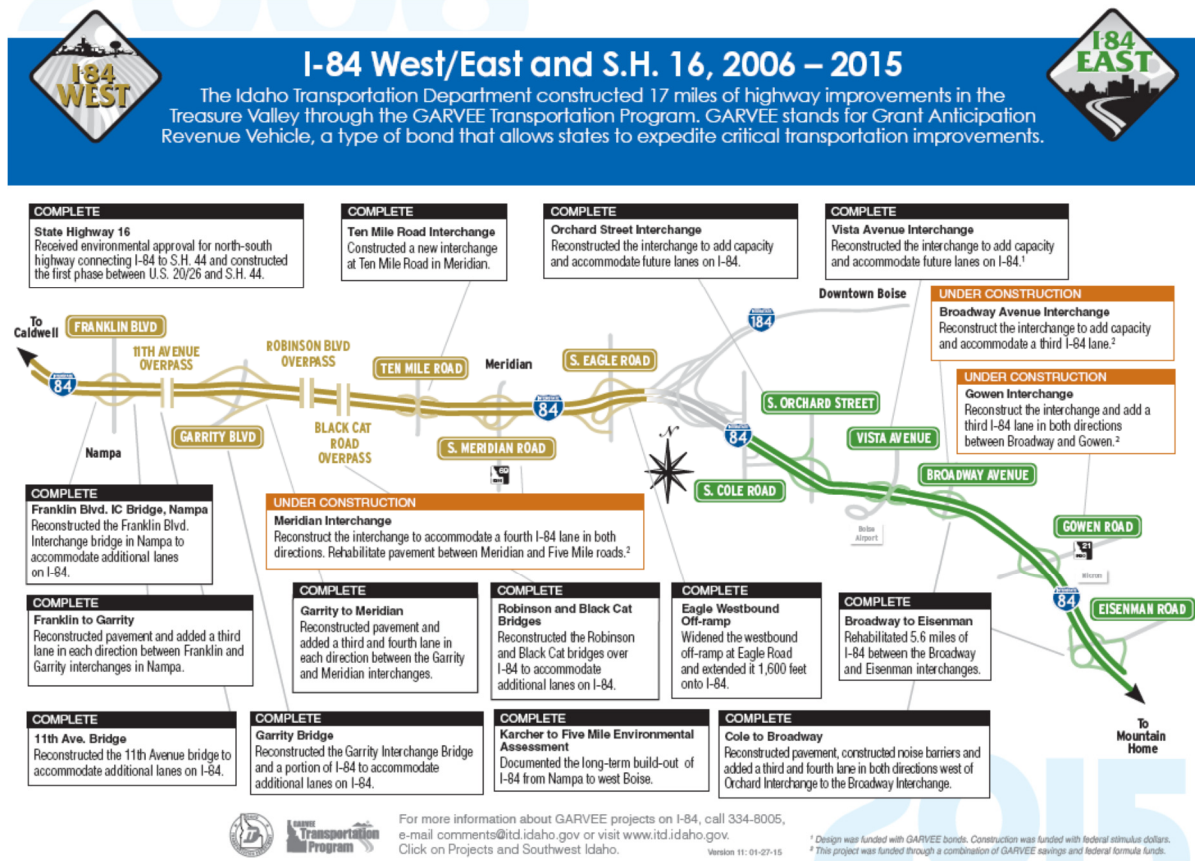 I-84
WEST
I-84
EAST
I-84 West/East and S.H. 16, 2006 – 2015
The Idaho Transportation Department constructed 17 miles of highway improvements in the
Treasure Valley through the GARVEE Transportation Program. GARVEE stands for Grant Anticipation
Revenue Vehicle, a type of bond that allows states to expedite critical transportation improvements.
COMPLETE
State Highway 16
Received environmental approval for north-south
highway connecting I-84 to S.H. 44 and constructed
the first phase between U.S. 20/26 and S.H. 44.
COMPLETE
Ten Mile Road Interchange
Constructed a new interchange
at Ten Mile Road in Meridian.
COMPLETE
Orchard Street Interchange
Reconstructed the interchange to add capacity
and accommodate future lanes on I-84.
COMPLETE
Vista Avenue Interchange
Reconstructed the interchange to add capacity
and accommodate future lanes on I-84.¹
UNDER CONSTRUCTION
Broadway Avenue Interchange
Reconstruct the interchange to add capacity
and accommodate a third I-84 lane.²
UNDER CONSTRUCTION
Gowen Interchange
Reconstruct the interchange and add a
third I-84 lane in both directions
between Broadway and Gowen.²
To
Caldwell
FRANKLIN BLVD
11TH AVENUE
OVERPASS
ROBINSON BLVD
OVERPASS
TEN MILE ROAD
Meridian
S. EAGLE ROAD
184
Downtown Boise
84
84
84
Nampa
GARRITY BLVD
BLACK CAT
ROAD
OVERPASS
S. MERIDIAN ROAD
69
N
S. ORCHARD STREET
S. COLE ROAD
VISTA AVENUE
BROADWAY AVENUE
Boise
Airport
GOWEN ROAD
21
Micron
84
EISENMAN ROAD
To
Mountain
Home
COMPLETE
Franklin Blvd. IC Bridge, Nampa
Reconstructed the Franklin Blvd.
Interchange bridge in Nampa to
accommodate additional lanes
on I-84.
UNDER CONSTRUCTION
Meridian Interchange
Reconstruct the interchange to accommodate a fourth I-84 lane in both
directions. Rehabilitate pavement between Meridian and Five Mile roads.²
COMPLETE
Franklin to Garrity
Reconstructed pavement and added a third
lane in each direction between Franklin and
Garrity interchanges in Nampa.
COMPLETE
Garrity to Meridian
Reconstructed pavement and
added a third and fourth lane in
each direction between the Garrity
and Meridian interchanges.
COMPLETE
Robinson and Black Cat
Bridges
Reconstructed the Robinson
and Black Cat bridges over
I-84 to accommodate
additional lanes on I-84.
COMPLETE
Eagle Westbound
Off-ramp
Widened the westbound
off-ramp at Eagle Road
and extended it 1,600 feet
onto I-84.
COMPLETE
Broadway to Eisenman
Rehabilitated 5.6 miles of
I-84 between the Broadway
and Eisenman interchanges.
COMPLETE
11th Ave. Bridge
Reconstructed the 11th Avenue bridge to
accommodate additional lanes on I-84.
COMPLETE
Garrity Bridge
Reconstructed the Garrity Interchange Bridge
and a portion of I-84 to accommodate
additional lanes on I-84.
COMPLETE
Karcher to Five Mile Environmental
Assessment
Documented the long-term build-out of
I-84 from Nampa to west Boise.
COMPLETE
Cole to Broadway
Reconstructed pavement, constructed noise barriers and
added a third and fourth lane in both directions west of
Orchard Interchange to the Broadway Interchange.
2015
GARVEE
Transportation
Program
For more information about GARVEE projects on I-84, call 334-8005,
e-mail comments@itd.idaho.gov or visit www.itd.idaho.gov.
Click on Projects and Southwest Idaho.
Version 11: 01-27-15
¹ Design was funded with GARVEE bonds. Construction was funded with federal stimulus dollars.
² This project was funded through a combination of GARVEE savings and federal formula funds.